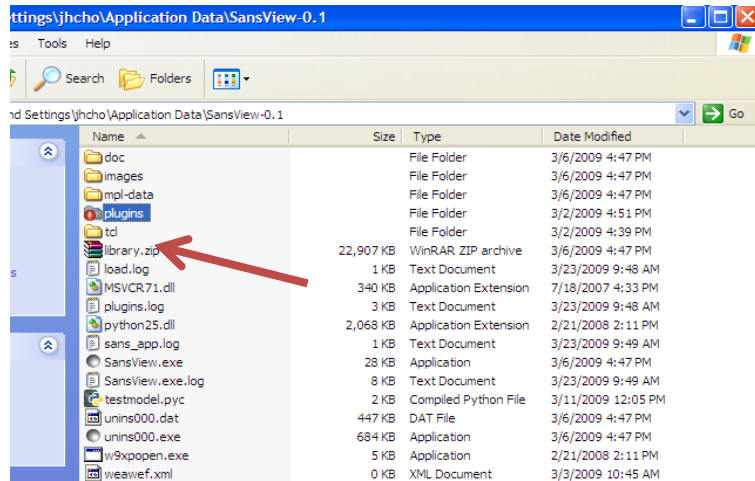 ttings\jhcho\Application Data\SansView-0.1
es Tools Help
Search Folders
nd Settings\jhcho\Application Data\SansView-0.1 Go
Name Size Type Date Modified
doc File Folder 3/6/2009 4:47 PM
images File Folder 3/6/2009 4:47 PM
mpl-data File Folder 3/6/2009 4:47 PM
plugins File Folder 3/2/2009 4:51 PM
tcl File Folder 3/2/2009 4:39 PM
library.zip 22,907 KB WinRAR ZIP archive 3/6/2009 4:47 PM
s load.log 1 KB Text Document 3/23/2009 9:48 AM
MSVCR71.dll 340 KB Application Extension 7/18/2007 4:33 PM
plugins.log 3 KB Text Document 3/23/2009 9:48 AM
python25.dll 2,068 KB Application Extension 2/21/2008 2:11 PM
sans_app.log 1 KB Text Document 3/23/2009 9:49 AM
SansView.exe 28 KB Application 3/6/2009 4:47 PM
SansView.exe.log 8 KB Text Document 3/23/2009 9:49 AM
testmodel.pyc 2 KB Compiled Python File 3/11/2009 12:05 PM
unins000.dat 447 KB DAT File 3/6/2009 4:47 PM
unins000.exe 684 KB Application 3/6/2009 4:47 PM
w9xpopen.exe 5 KB Application 2/21/2008 2:11 PM
weawef.xml 0 KB XML Document 3/3/2009 10:45 AM